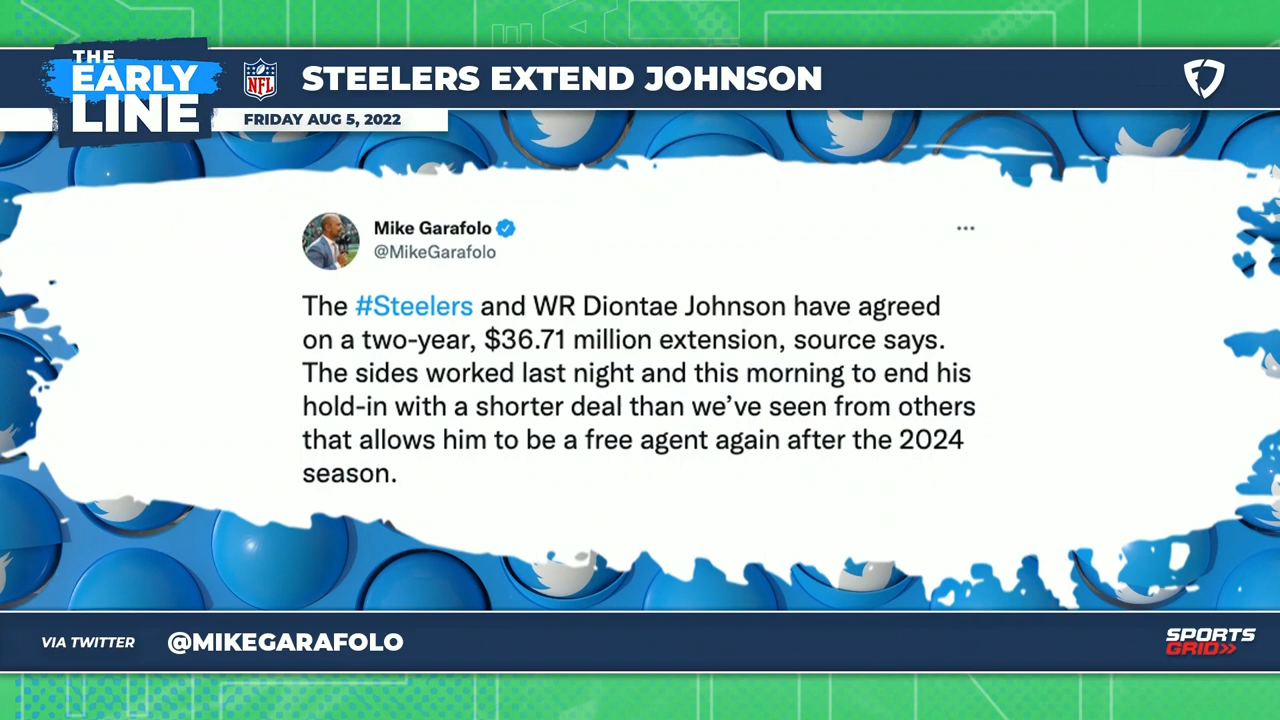 THE
EARLY
LINE
NFL
STEELERS EXTEND JOHNSON
FRIDAY AUG 5, 2022
Mike Garafolo
@MikeGarafolo
The #Steelers and WR Diontae Johnson have agreed
on a two-year, $36.71 million extension, source says.
The sides worked last night and this morning to end his
hold-in with a shorter deal than we’ve seen from others
that allows him to be a free agent again after the 2024
season.
VIA TWITTER
@MIKEGARAFOLO
SPORTS
GRID»